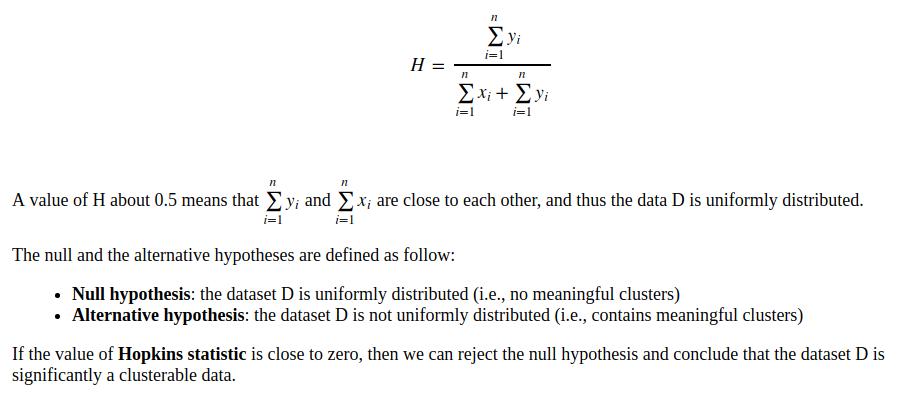 H = \frac{\sum_{i=1}^{n} y_i}{\sum_{i=1}^{n} x_i + \sum_{i=1}^{n} y_i}
A value of H about 0.5 means that \sum_{i=1}^{n} y_i and \sum_{i=1}^{n} x_i are close to each other, and thus the data D is uniformly distributed.
The null and the alternative hypotheses are defined as follow:
• Null hypothesis: the dataset D is uniformly distributed (i.e., no meaningful clusters)
• Alternative hypothesis: the dataset D is not uniformly distributed (i.e., contains meaningful clusters)
If the value of Hopkins statistic is close to zero, then we can reject the null hypothesis and conclude that the dataset D is
significantly a clusterable data.